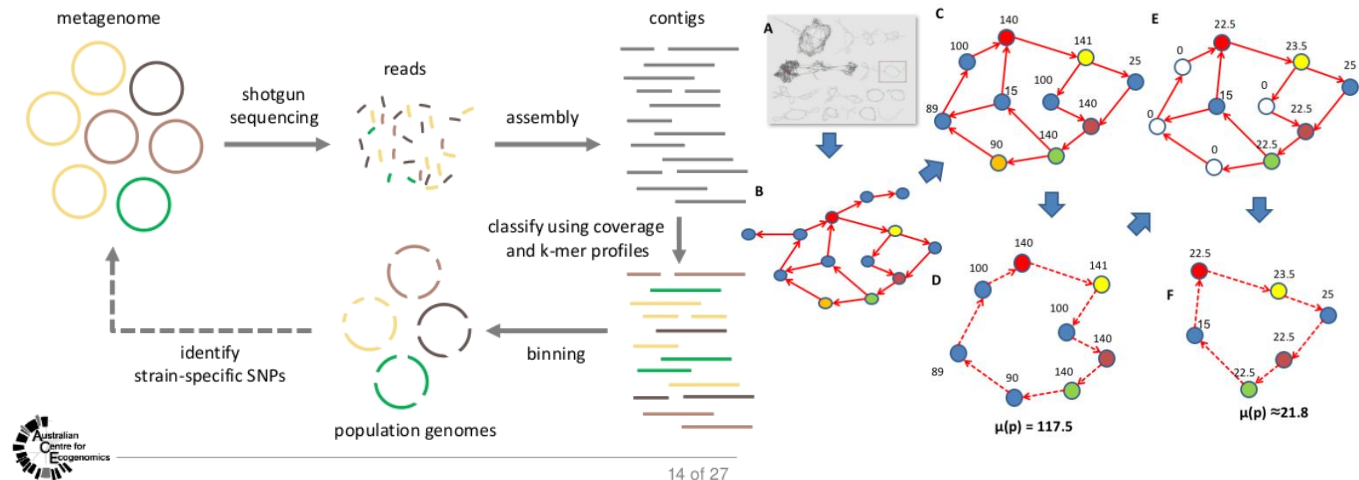 metagenome
shotgun
sequencing
reads
assembly
contigs
classify using coverage
and k-mer profiles
binning
population genomes
identify
strain-specific SNPs
Australian
Centre for
Ecogenomics
14 of 27
A
B
C
140
100
141
25
100
15
89
140
140
90
D
140
100
141
100
140
89
90
140
μ(p) = 117.5
E
22.5
0
23.5
25
0
15
0
22.5
0
22.5
F
22.5
23.5
25
15
22.5
22.5
μ(p) ≈21.8